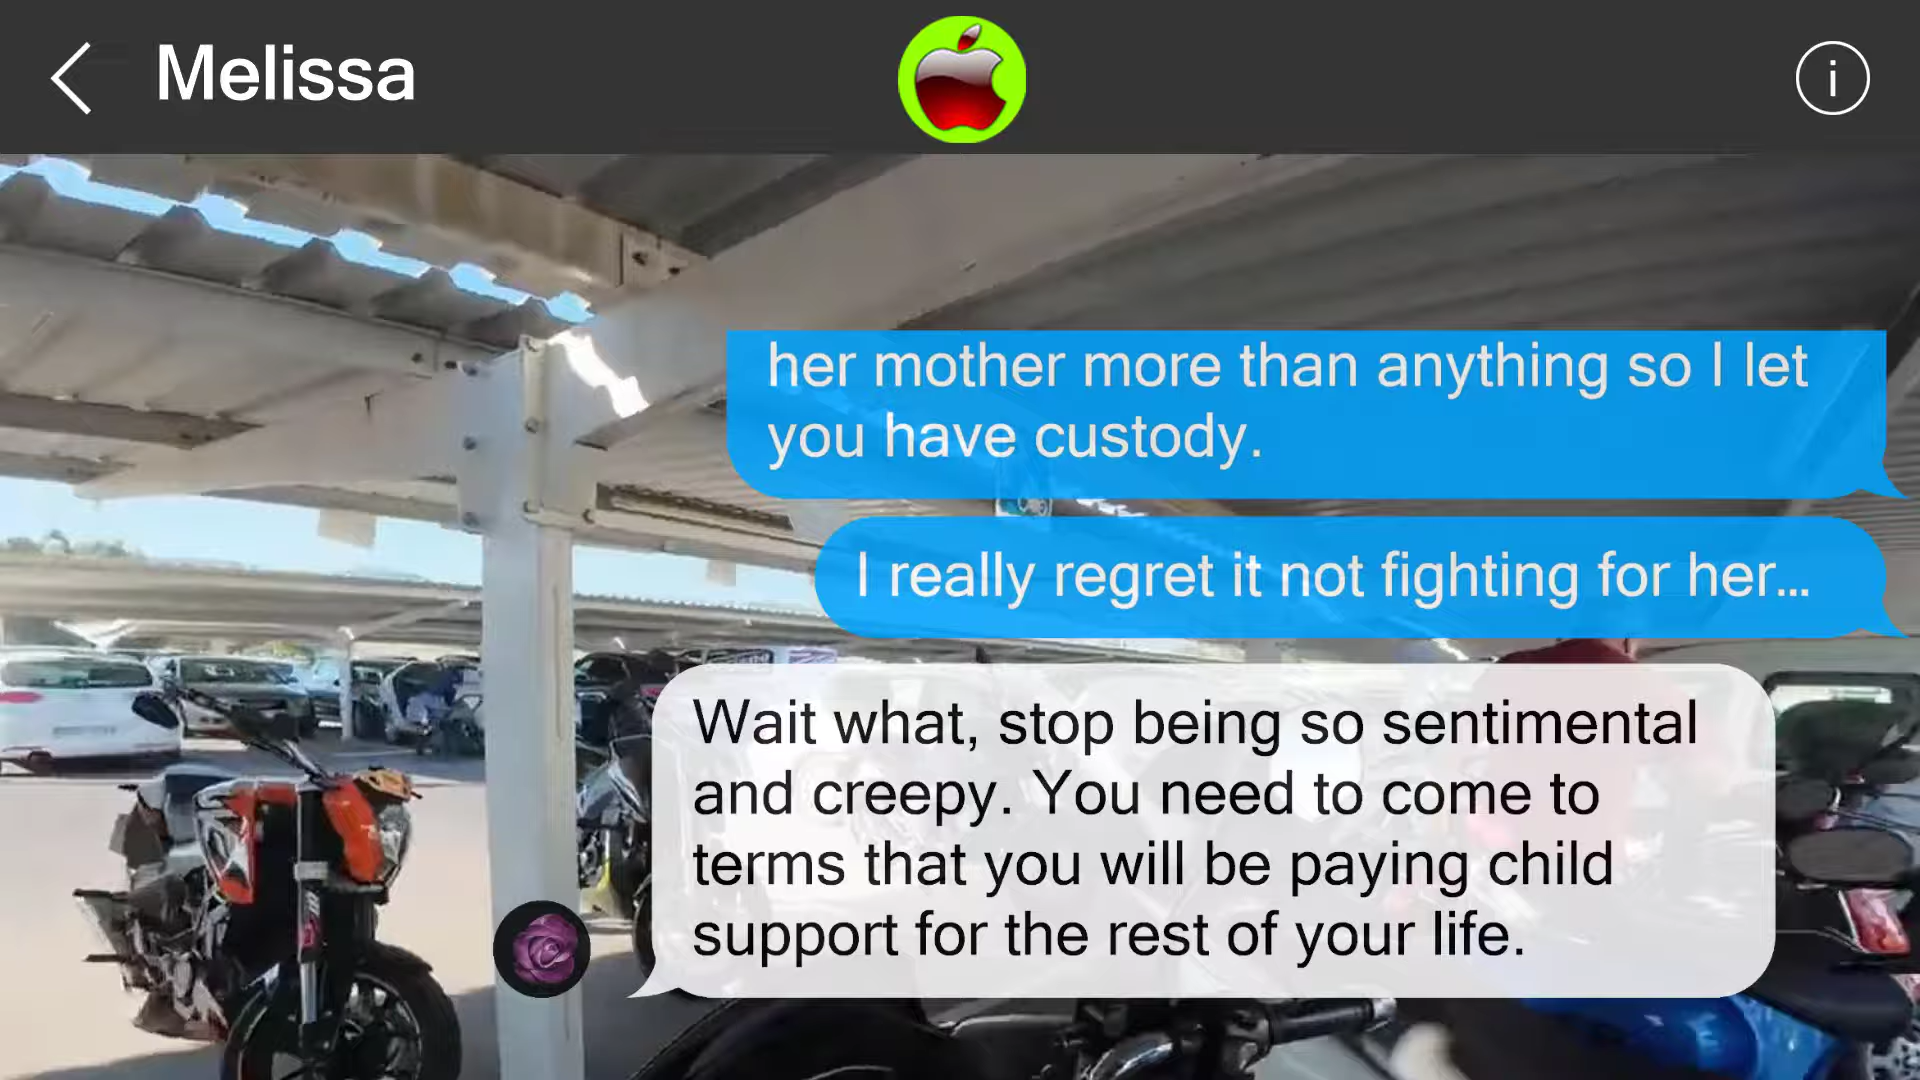 Melissa
i
her mother more than anything so I let
you have custody.
I really regret it not fighting for her...
Wait what, stop being so sentimental
and creepy. You need to come to
terms that you will be paying child
support for the rest of your life.